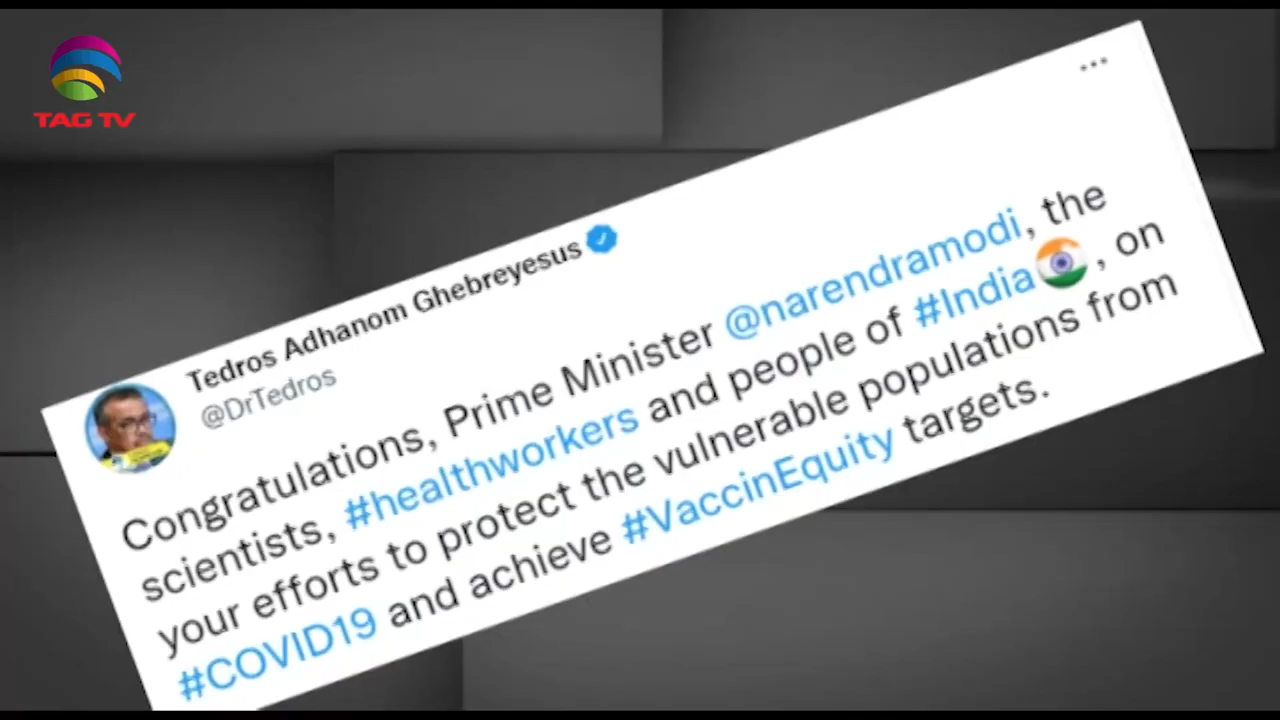 TAG TV
...
Tedros Adhanom Ghebreyesus
@DrTedros
Congratulations, Prime Minister @narendramodi, the
scientists, #healthworkers and people of #India🇮🇳, on
your efforts to protect the vulnerable populations from
#COVID19 and achieve #VaccinEquity targets.